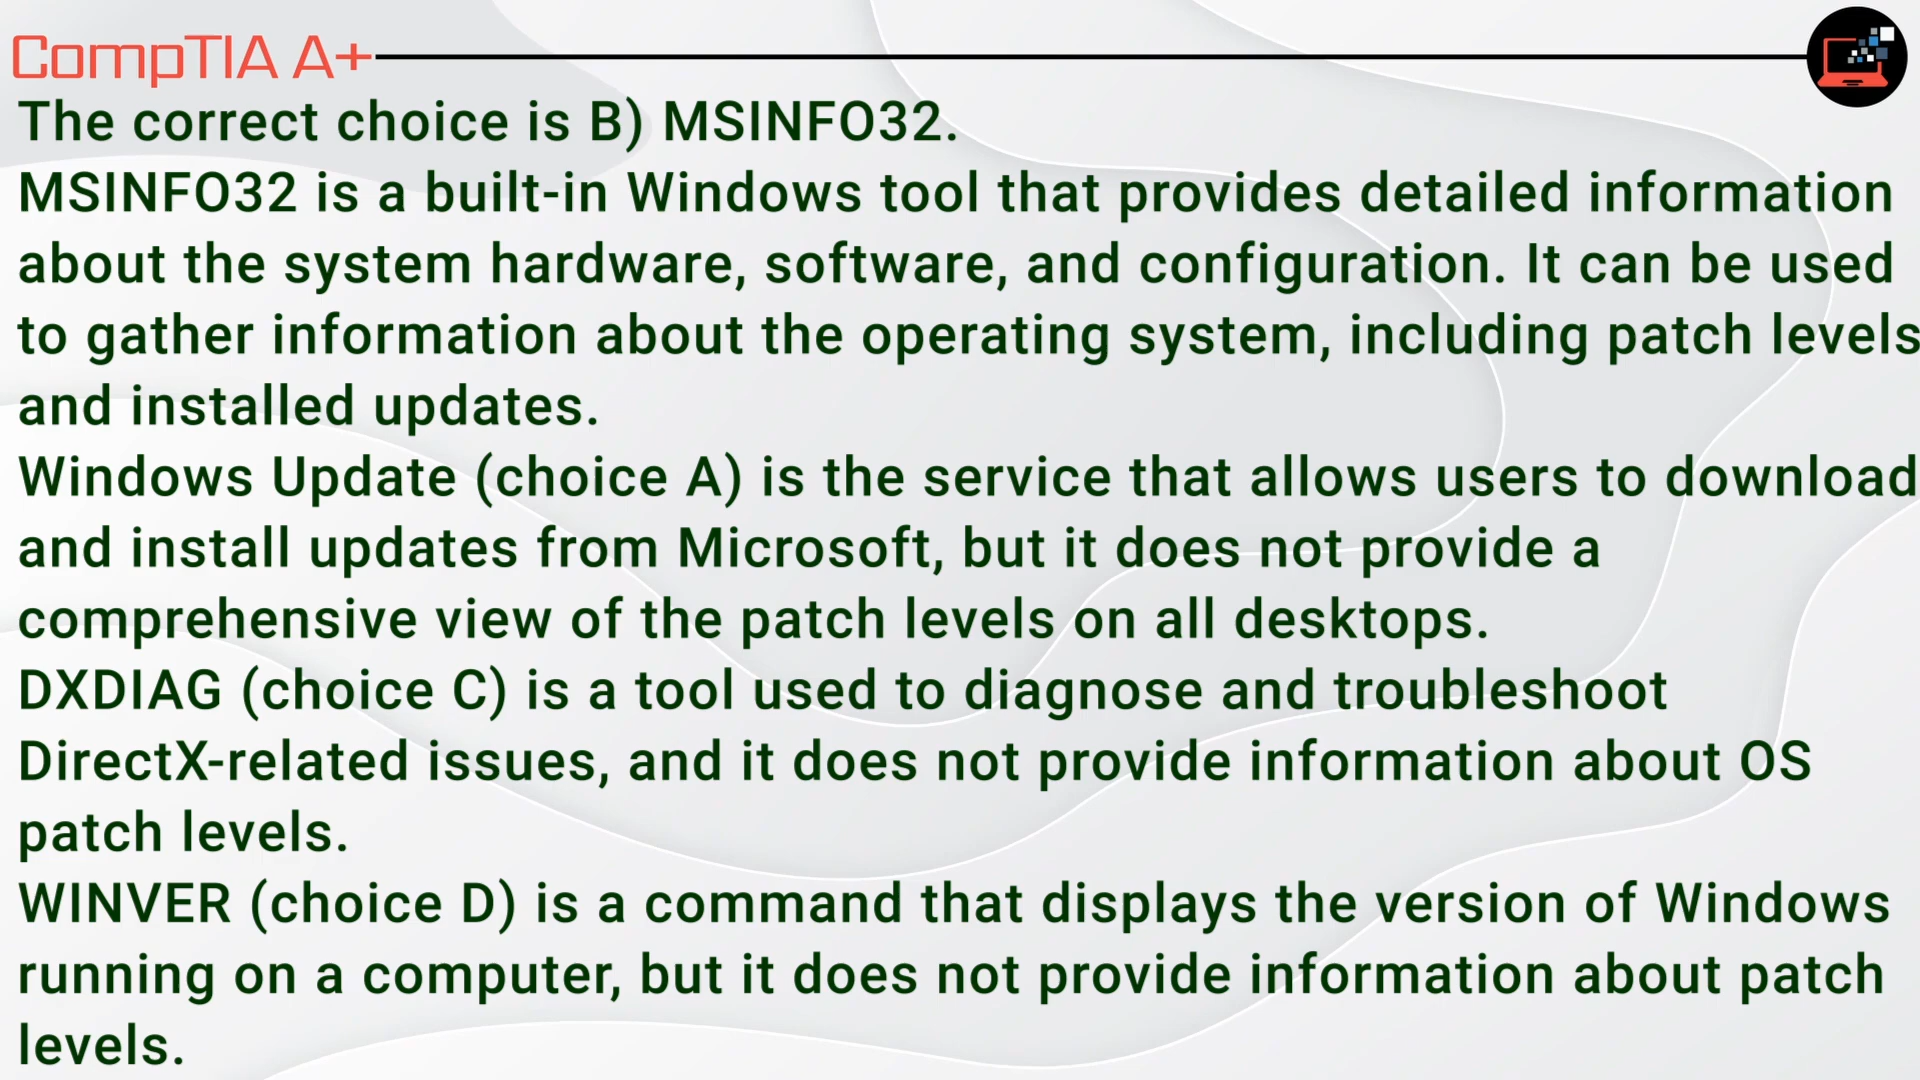 CompTIA A+
The correct choice is B) MSINFO32.
MSINFO32 is a built-in Windows tool that provides detailed information
about the system hardware, software, and configuration. It can be used
to gather information about the operating system, including patch levels
and installed updates.
Windows Update (choice A) is the service that allows users to download
and install updates from Microsoft, but it does not provide a
comprehensive view of the patch levels on all desktops.
DXDIAG (choice C) is a tool used to diagnose and troubleshoot
DirectX-related issues, and it does not provide information about OS
patch levels.
WINVER (choice D) is a command that displays the version of Windows
running on a computer, but it does not provide information about patch
levels.